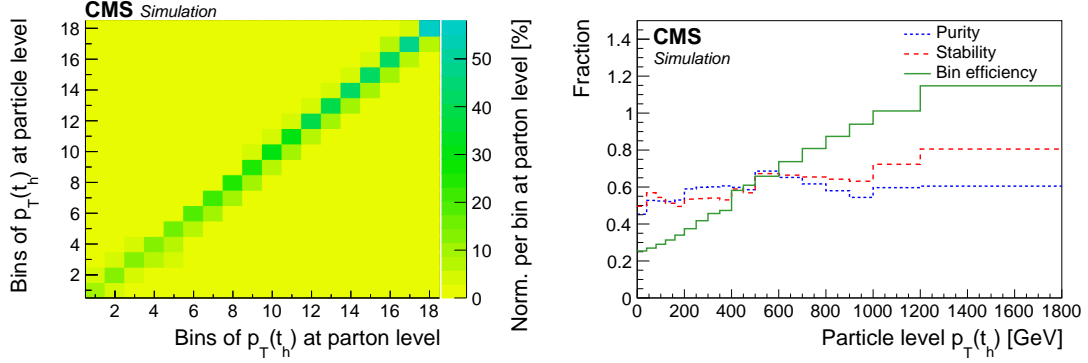 CMS Simulation
18
16
14
12
10
8
6
4
2
2 4 6 8 10 12 14 16 18
Bins of p_T(t_h) at particle level
Bins of p_T(t_h) at parton level
50
40
30
20
10
0
Norm. per bin at parton level [%]
CMS
Simulation
Purity
Stability
Bin efficiency
Fraction
1.4
1.2
1
0.8
0.6
0.4
0.2
0
0 200 400 600 800 1000 1200 1400 1600 1800
Particle level p_T(t_h) [GeV]